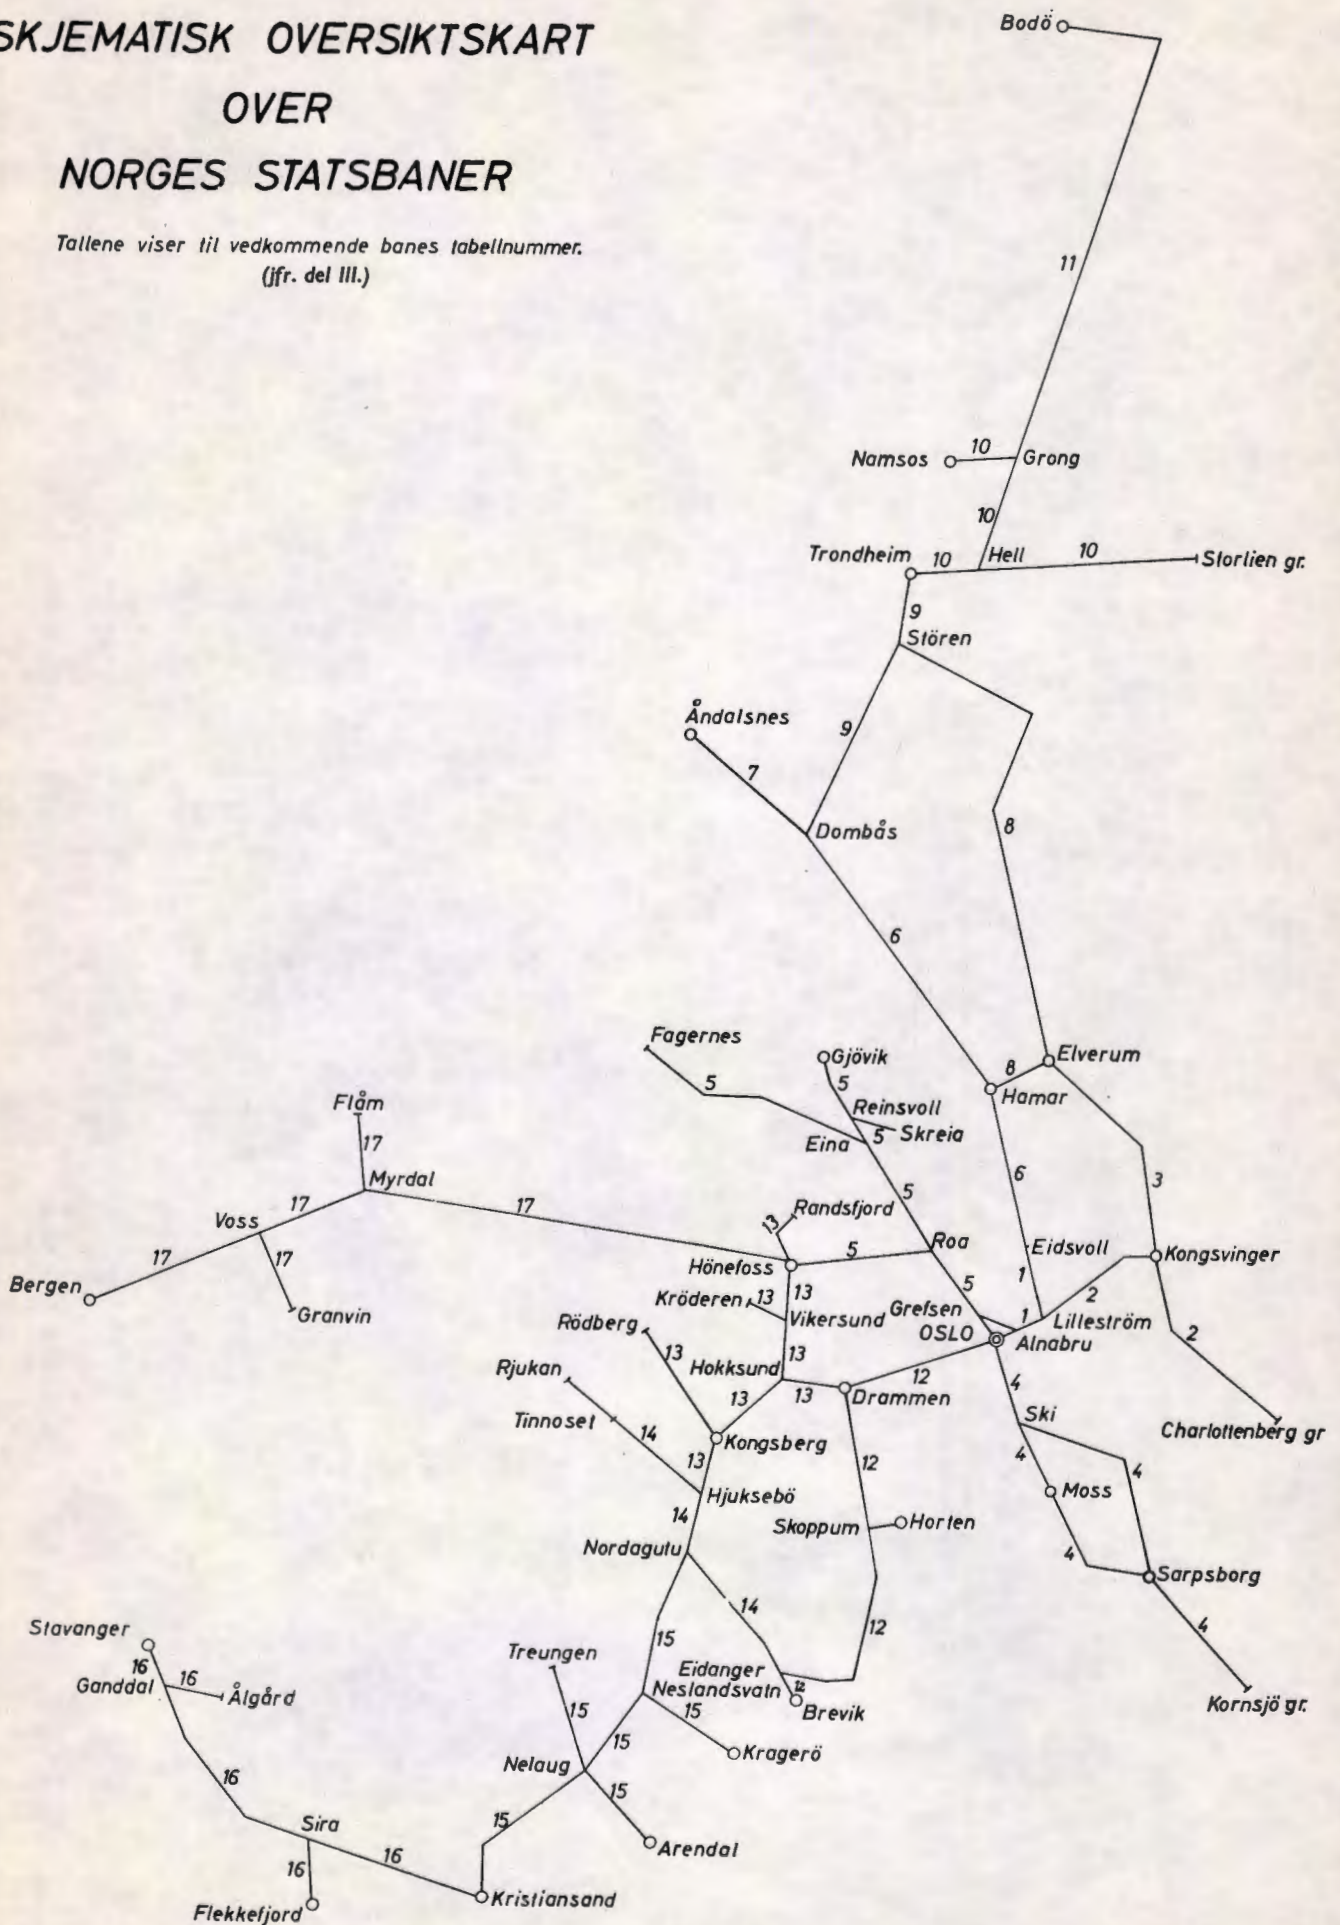 SKJEMATISK OVERSIKTSKART
OVER
NORGES STATSBANER
Tallene viser til vedkommende banes tabellnummer.
(jfr. del III.)
Bodö
11
Namsos
10
Grong
10
Trondheim
10
Hell
10
Storlien gr.
9
Stören
Åndalsnes
9
7
8
Dombås
6
Fagernes
Gjövik
8
Elverum
5
5
Hamar
Reinsvoll
Flåm
Eina
5
Skreia
17
6
3
Myrdal
5
17
17
Randsfjord
13
Voss
Roa
Eidsvoll
Kongsvinger
17
17
Hönefoss
5
Bergen
5
1
2
13
Kröderen
13
Grefsen
Granvin
Vikersund
1
Lilleström
Rödberg
OSLO
Alnabru
2
13
13
Rjukan
Hokksund
12
4
13
13
Drammen
Tinnoset
Ski
14
Kongsberg
Charlottenberg gr
13
12
4
4
Hjuksebö
Moss
14
Skoppum
Horten
Nordagutu
4
Sarpsborg
14
12
4
Stavanger
15
Treungen
16
16
Eidanger
Ganddal
Ålgård
Neslandsvatn
12
Brevik
Kornsjö gr.
15
15
15
Kragerö
Nelaug
16
15
15
Sira
Arendal
16
16
Kristiansand
Flekkefjord